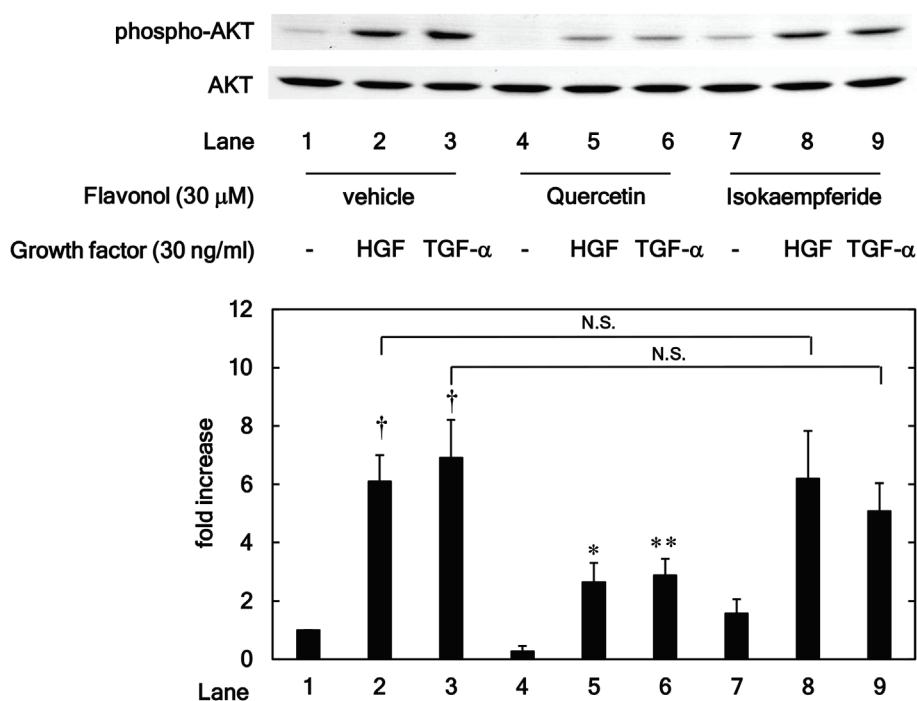 phospho-AKT
AKT
Lane 1 2 3 4 5 6 7 8 9
Flavonol (30 μM) vehicle Quercetin Isokaempferide
Growth factor (30 ng/ml) - HGF TGF-α - HGF TGF-α - HGF TGF-α
12
N.S.
10
N.S.
8
† †
6
fold increase
4
* **
2
0
Lane 1 2 3 4 5 6 7 8 9